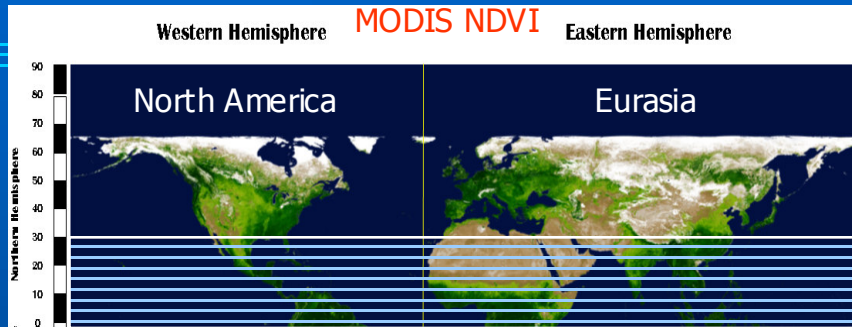 MODIS NDVI
Western Hemisphere Eastern Hemisphere
90
80
70
60
50
40
30
20
10
0
Northern Hemisphere
North America Eurasia